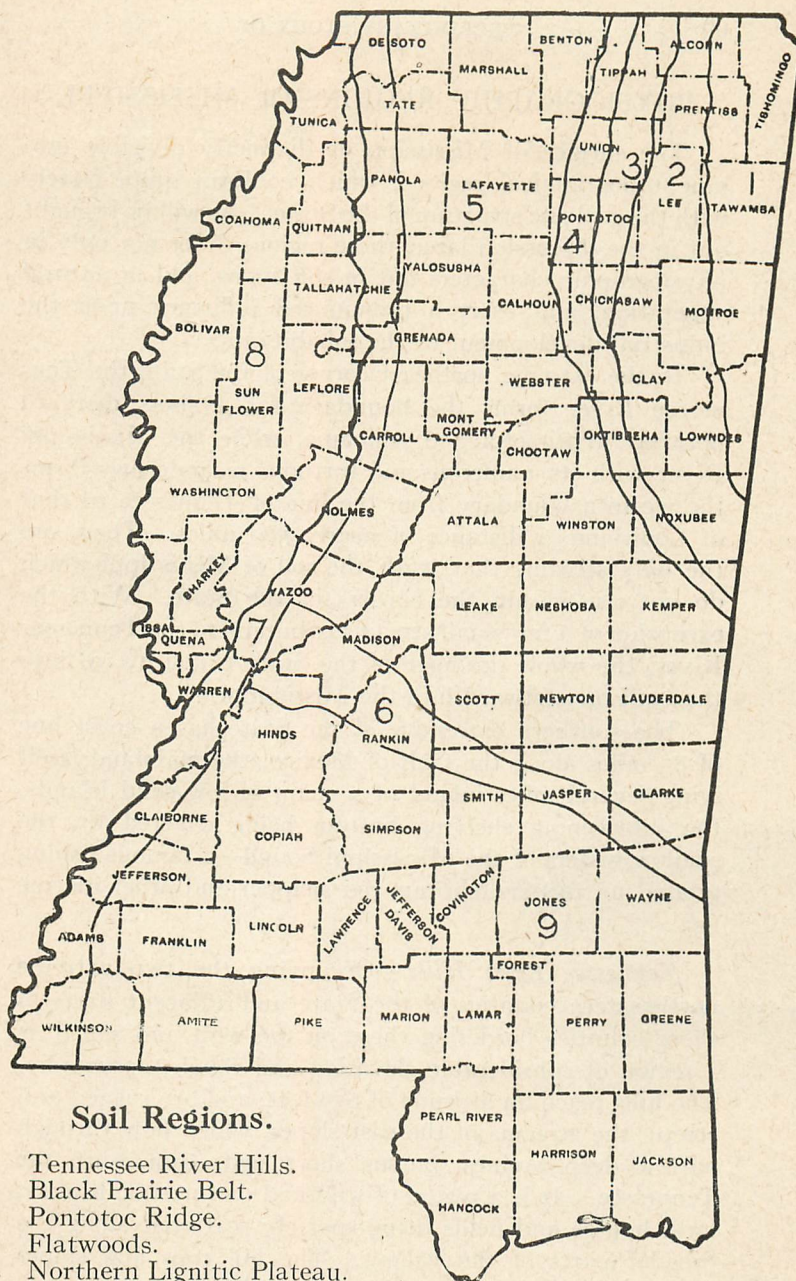 DE SOTO
BENTON
ALCORN
TISHOMINGO
MARSHALL
TIPPAH
TATE
PRENTISS
TUNICA
UNION
3
2
1
PANOLA
LAFAYETTE
LEE
TAWAMBA
5
COAHOMA
QUITMAN
PONTOTOC
4
YALOSUSHA
TALLAHATCHIE
CALHOUN
CHICKASAW
MONROE
BOLIVAR
GRENADA
8
SUN
FLOWER
LEFLORE
WEBSTER
CLAY
MONT
GOMERY
CARROLL
CHOCTAW
OKTIBBEHA
LOWNDES
WASHINGTON
HOLMES
ATTALA
WINSTON
NOXUBEE
SHARKEY
YAZOO
LEAKE
NESHOBA
KEMPER
ISSA
QUENA
7
MADISON
WARREN
SCOTT
NEWTON
LAUDERDALE
6
HINDS
RANKIN
SMITH
JASPER
CLARKE
CLAIBORNE
COPIAH
SIMPSON
JEFFERSON
LAWRENCE
JEFFERSON
DAVIS
COVINGTON
JONES
WAYNE
LINCOLN
9
ADAMS
FRANKLIN
FOREST
WILKINSON
AMITE
PIKE
MARION
LAMAR
PERRY
GREENE
PEARL RIVER
HARRISON
JACKSON
HANCOCK
Soil Regions.
Tennessee River Hills.
Black Prairie Belt.
Pontotoc Ridge.
Flatwoods.
Northern Lignitic Plateau.